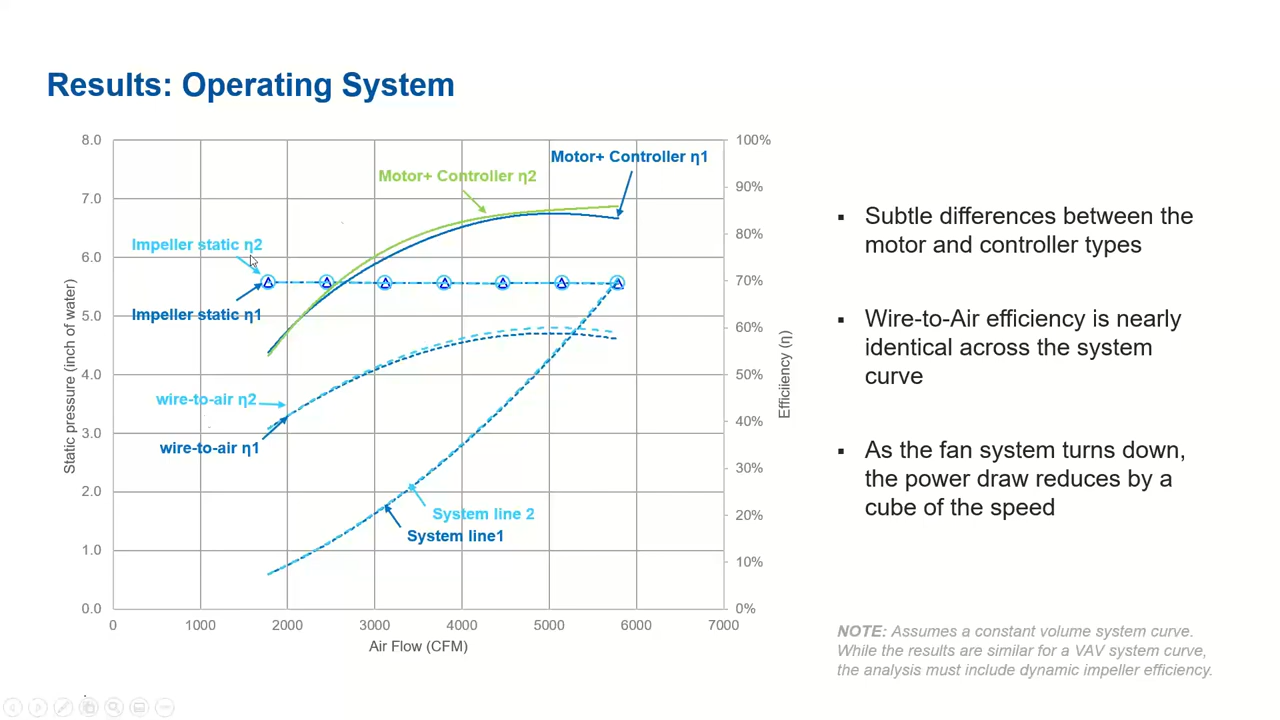 Results: Operating System
8.0
7.0
6.0
5.0
4.0
3.0
2.0
1.0
0.0
Static pressure (inch of water)
0
1000
2000
3000
4000
5000
6000
7000
Air Flow (CFM)
100%
90%
80%
70%
60%
50%
40%
30%
20%
10%
0%
Efficiency (η)
Motor+ Controller η1
Motor+ Controller η2
Impeller static η2
Impeller static η1
wire-to-air η2
wire-to-air η1
System line 2
System line1
▪ Subtle differences between the
motor and controller types
▪ Wire-to-Air efficiency is nearly
identical across the system
curve
▪ As the fan system turns down,
the power draw reduces by a
cube of the speed
NOTE: Assumes a constant volume system curve.
While the results are similar for a VAV system curve,
the analysis must include dynamic impeller efficiency.